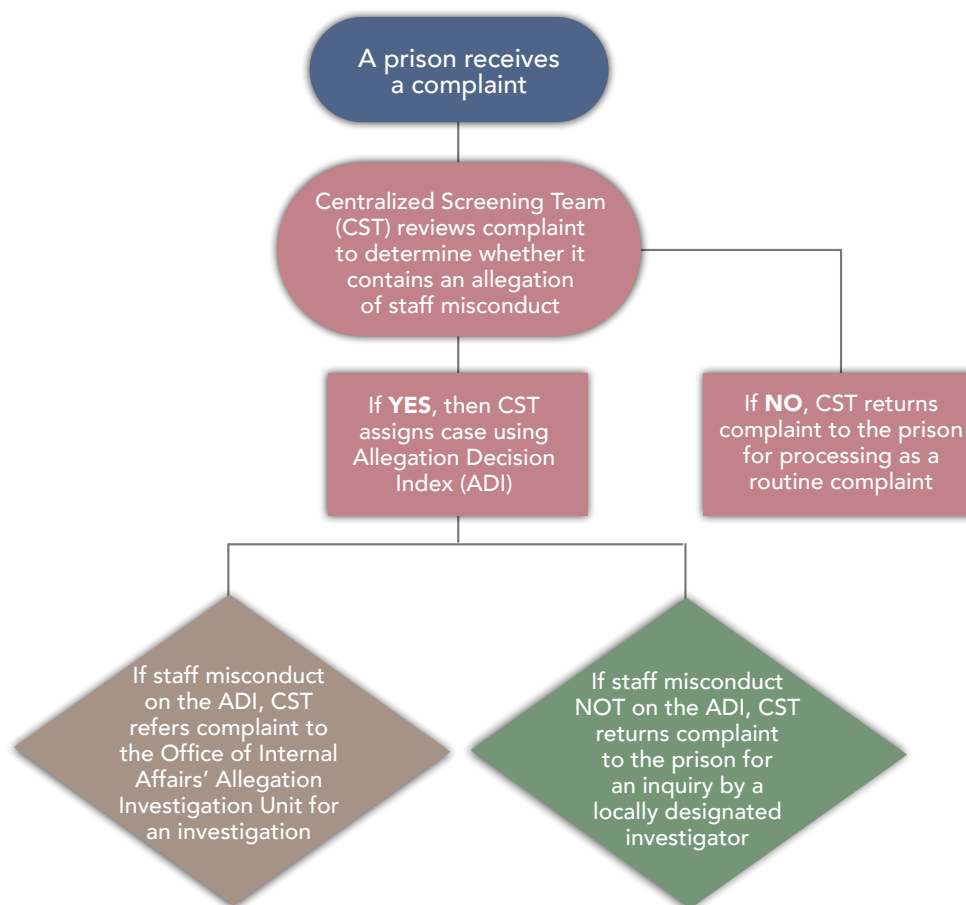 A prison receives
a complaint
Centralized Screening Team
(CST) reviews complaint
to determine whether it
contains an allegation
of staff misconduct
If YES, then CST
assigns case using
Allegation Decision
Index (ADI)
If NO, CST returns
complaint to the prison
for processing as a
routine complaint
If staff misconduct
on the ADI, CST
refers complaint to
the Office of Internal
Affairs’ Allegation
Investigation Unit for
an investigation
If staff misconduct
NOT on the ADI, CST
returns complaint
to the prison for
an inquiry by a
locally designated
investigator